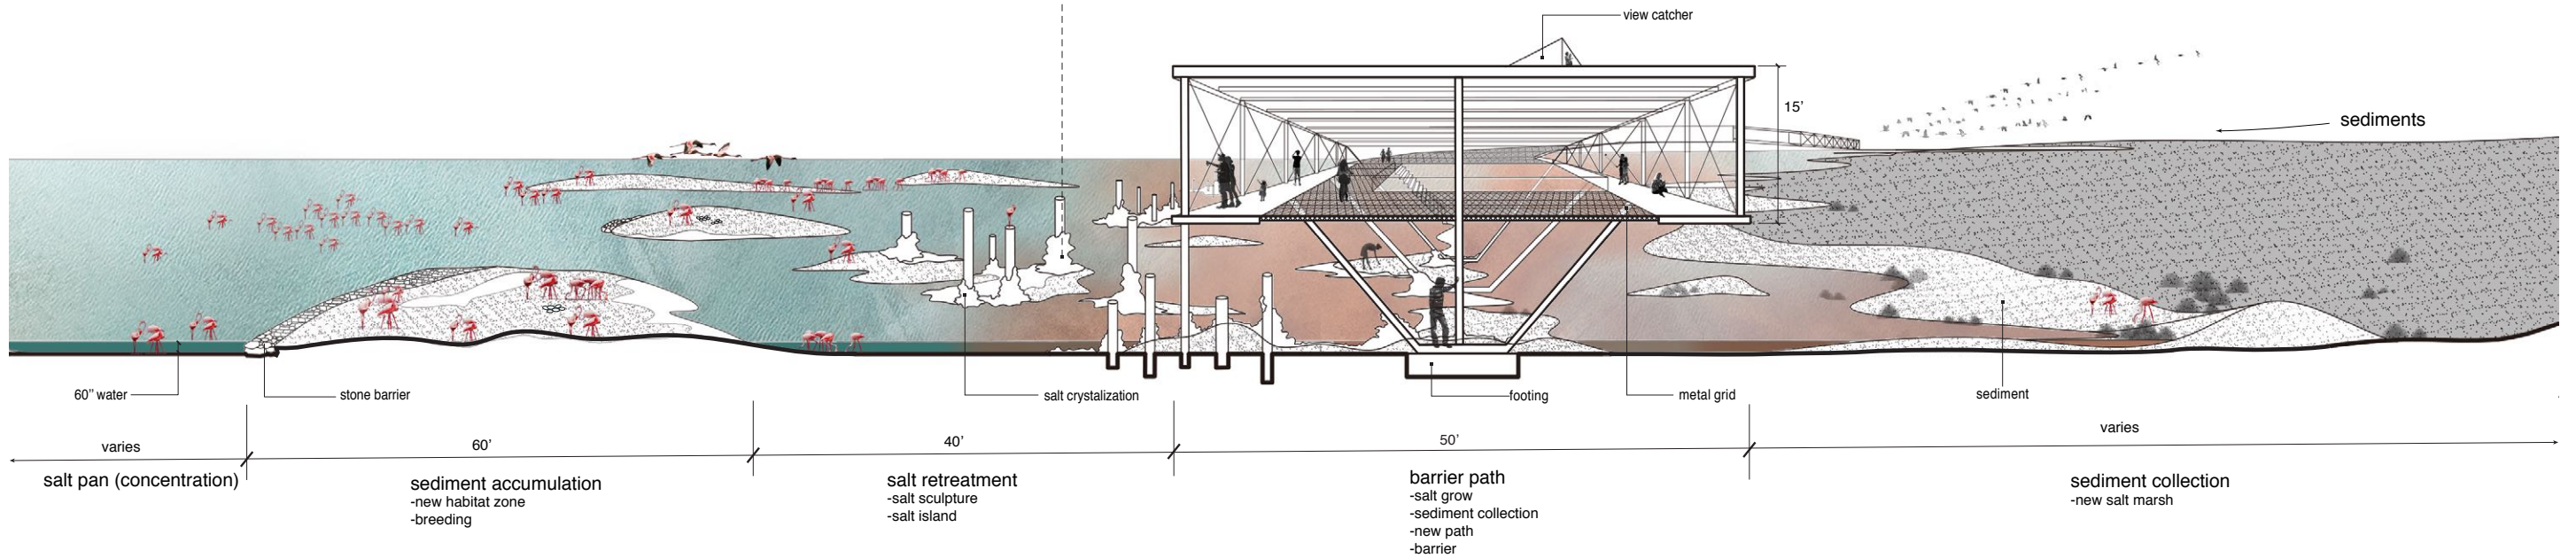 view catcher
15'
sediments
60" water
stone barrier
salt crystalization
footing
metal grid
sediment
varies
60'
40'
50'
varies
salt pan (concentration)
sediment accumulation
-new habitat zone
-breeding
salt retreatment
-salt sculpture
-salt island
barrier path
-salt grow
-sediment collection
-new path
-barrier
sediment collection
-new salt marsh